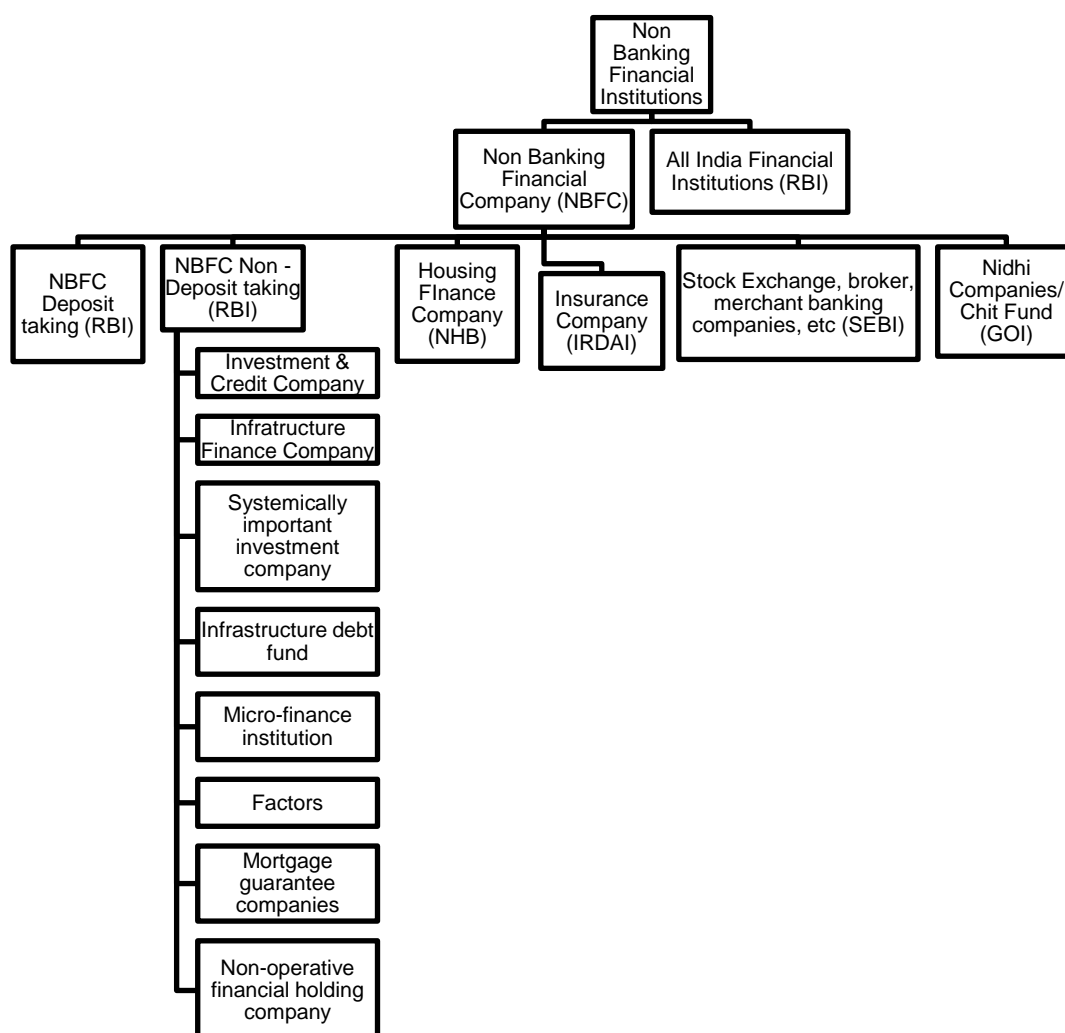 Non
Banking
Financial
Institutions
Non Banking
Financial
Company (NBFC)
All India Financial
Institutions (RBI)
NBFC
Deposit
taking (RBI)
NBFC Non -
Deposit taking
(RBI)
Housing
FInance
Company
(NHB)
Insurance
Company
(IRDAI)
Stock Exchange, broker,
merchant banking
companies, etc (SEBI)
Nidhi
Companies/
Chit Fund
(GOI)
Investment &
Credit Company
Infratructure
Finance Company
Systemically
important
investment
company
Infrastructure debt
fund
Micro-finance
institution
Factors
Mortgage
guarantee
companies
Non-operative
financial holding
company